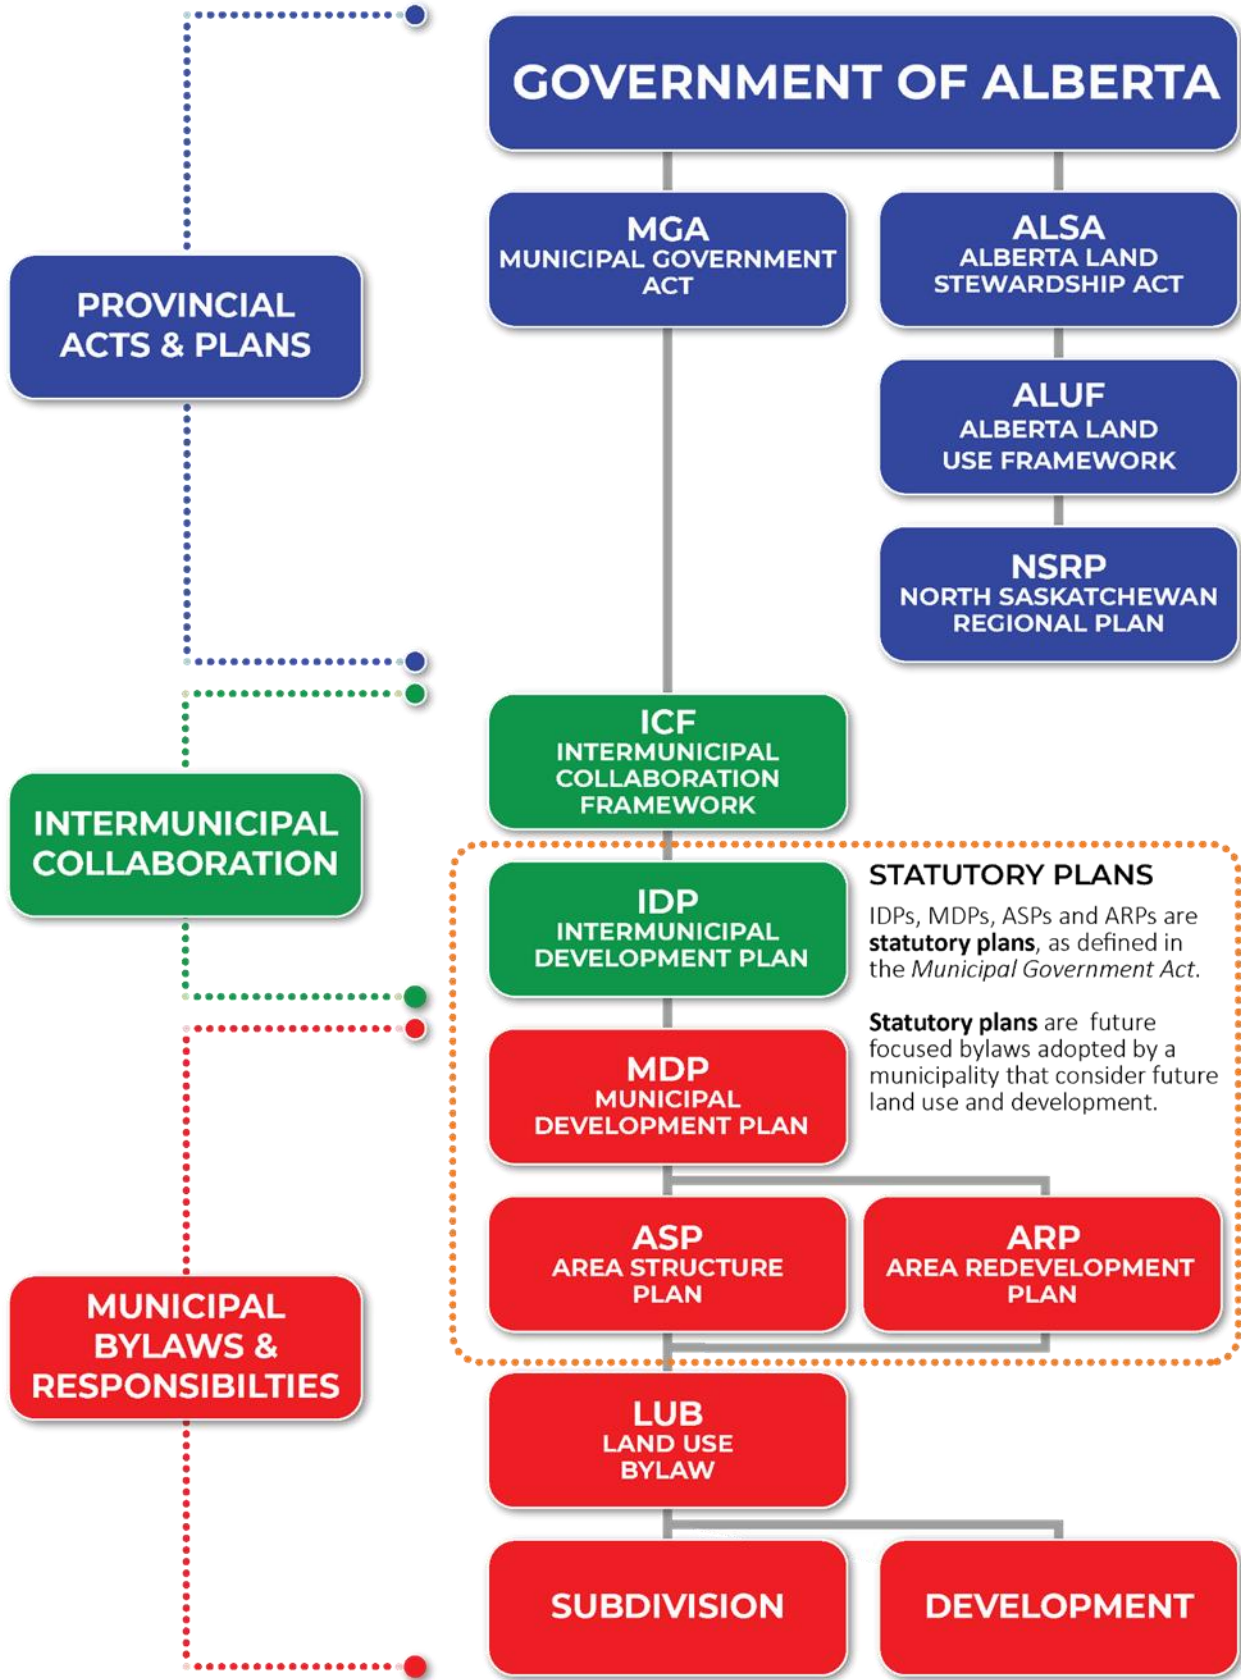 GOVERNMENT OF ALBERTA
MGA
MUNICIPAL GOVERNMENT
ACT
ALSA
ALBERTA LAND
STEWARDSHIP ACT
PROVINCIAL
ACTS & PLANS
ALUF
ALBERTA LAND
USE FRAMEWORK
NSRP
NORTH SASKATCHEWAN
REGIONAL PLAN
ICF
INTERMUNICIPAL
COLLABORATION
FRAMEWORK
INTERMUNICIPAL
COLLABORATION
IDP
INTERMUNICIPAL
DEVELOPMENT PLAN
STATUTORY PLANS
IDPs, MDPs, ASPs and ARPs are
statutory plans, as defined in
the Municipal Government Act.
Statutory plans are future
focused bylaws adopted by a
municipality that consider future
land use and development.
MDP
MUNICIPAL
DEVELOPMENT PLAN
ASP
AREA STRUCTURE
PLAN
ARP
AREA REDEVELOPMENT
PLAN
MUNICIPAL
BYLAWS &
RESPONSIBILTIES
LUB
LAND USE
BYLAW
SUBDIVISION
DEVELOPMENT